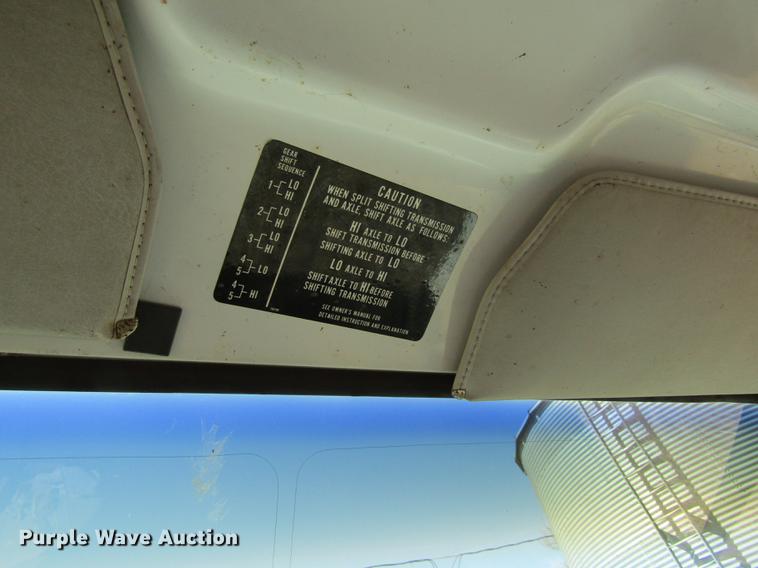 GEAR
SHIFT
SEQUENCE
1 LO
HI
2 LO
HI
3 LO
HI
4
5 LO
4
5 HI
CAUTION
WHEN SPLIT SHIFTING TRANSMISSION
AND AXLE, SHIFT AXLE AS FOLLOWS:
HI AXLE TO LO
SHIFT TRANSMISSION BEFORE
SHIFTING AXLE TO LO
LO AXLE TO HI
SHIFT AXLE TO HI BEFORE
SHIFTING TRANSMISSION
SEE OWNER'S MANUAL FOR
DETAILED INSTRUCTION AND EXPLANATION
Purple Wave Auction